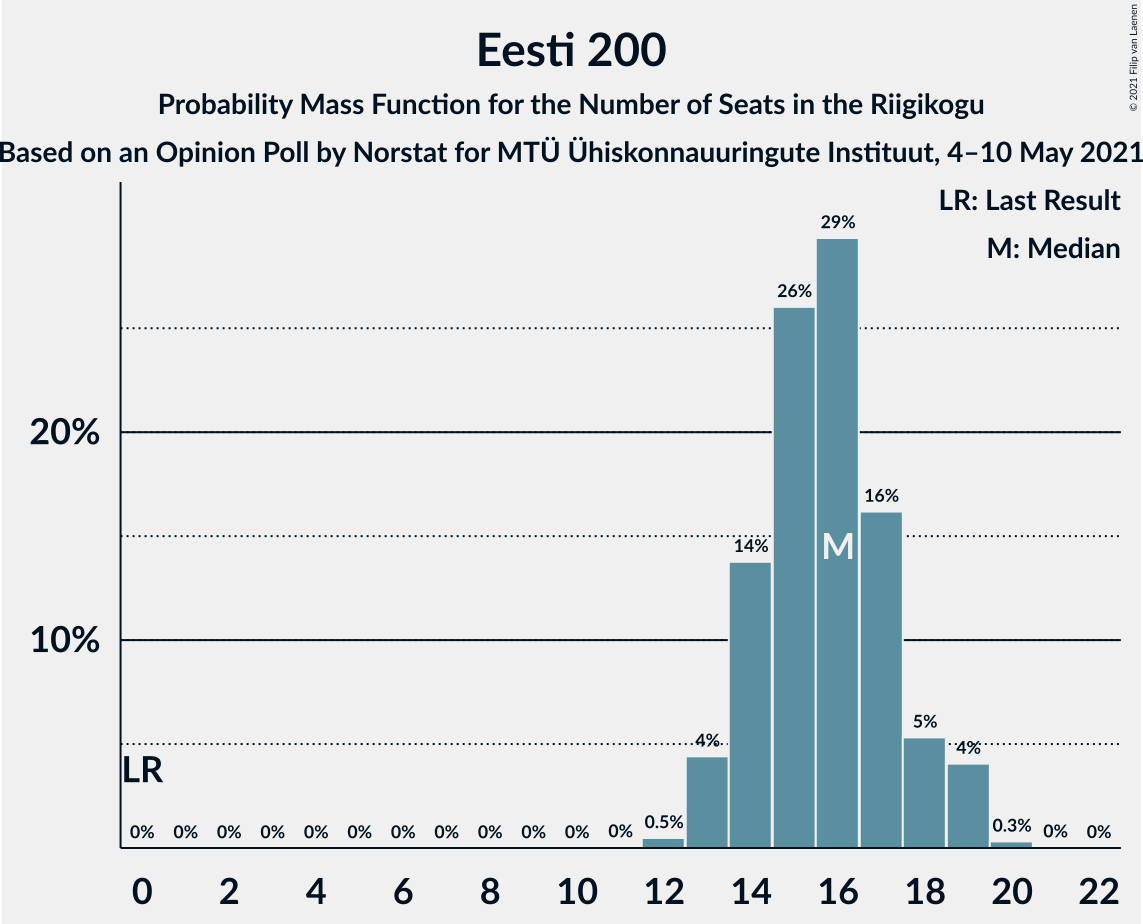 Eesti 200
Probability Mass Function for the Number of Seats in the Riigikogu
Based on an Opinion Poll by Norstat for MTÜ Ühiskonnauuringute Instituut, 4–10 May 2021
© 2021 Filip van Laenen
LR: Last Result
M: Median
29%
26%
20%
16%
14%
M
10%
5%
4%
4%
LR
0% 0% 0% 0% 0% 0% 0% 0% 0% 0% 0% 0% 0.5% 0.3% 0% 0%
0 2 4 6 8 10 12 14 16 18 20 22